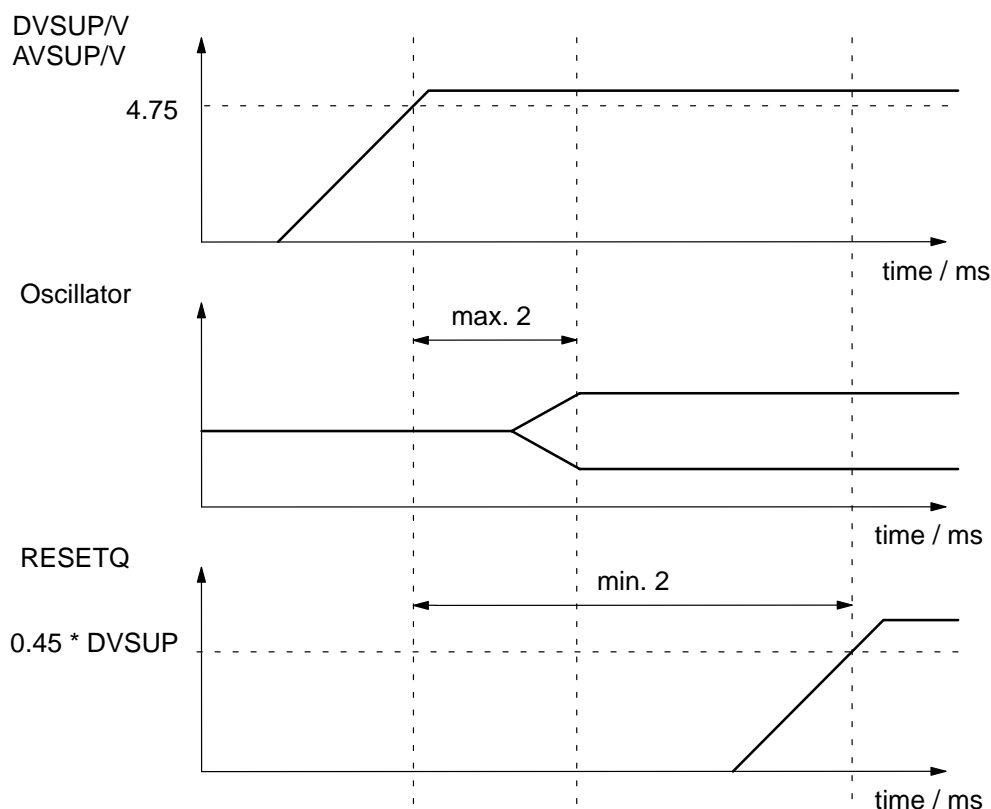 DVSUP/V
AVSUP/V
4.75
time / ms
Oscillator
max. 2
time / ms
RESETQ
min. 2
0.45 * DVSUP
time / ms